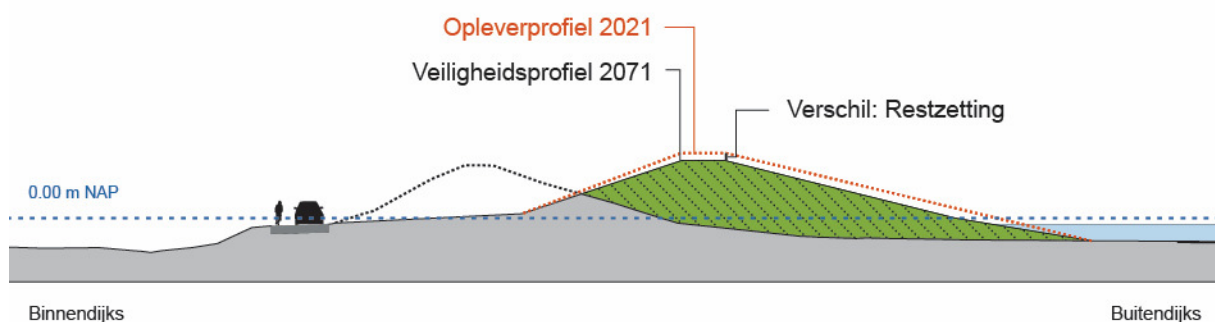 Opleverprofiel 2021
Veiligheidsprofiel 2071
Verschil: Restzetting
0.00 m NAP
Binnendijks
Buitendijks